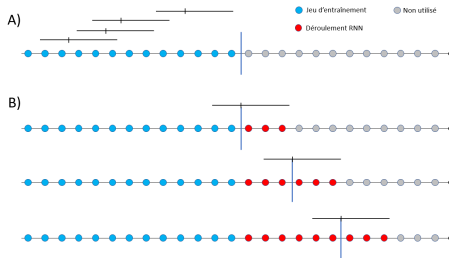 Jeu d'entraînement
Non utilisé
A)
Déroulement RNN
B)